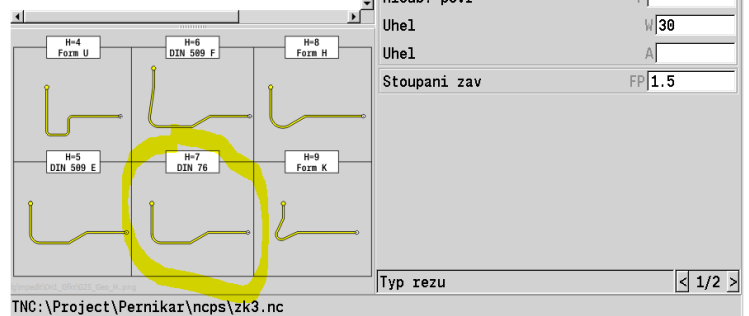 Uhel W 30
Uhel A
Stoupani zav FP 1.5
H=4
Form U
H=6
DIN 509 F
H=8
Form H
H=5
DIN 509 E
H=7
DIN 76
H=9
Form K
Typ rezu < 1/2 >
TNC:\Project\Pernikar\ncps\zk3.nc